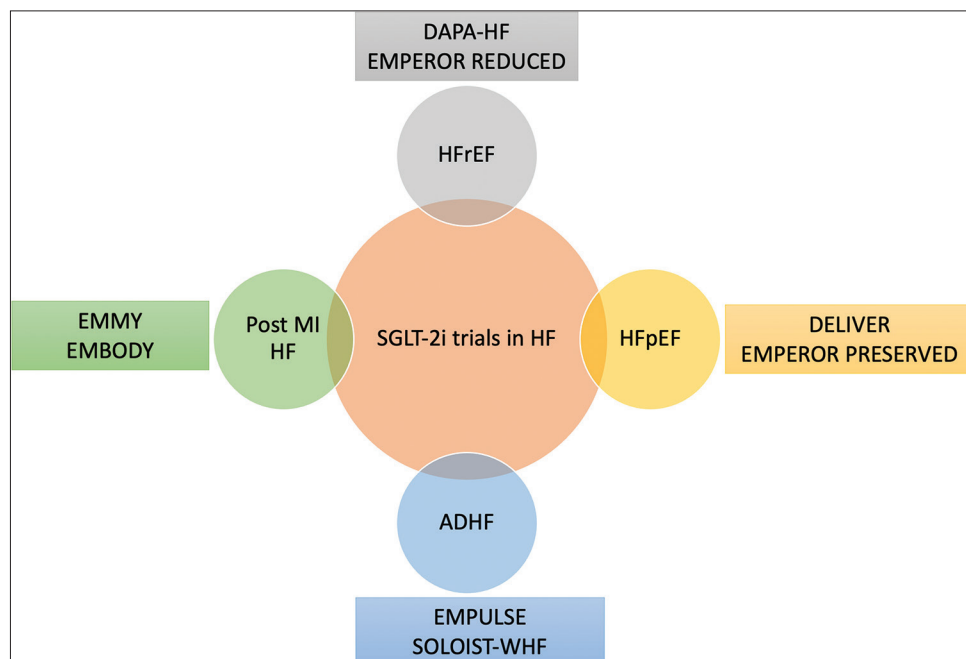 DAPA-HF
EMPEROR REDUCED
HFrEF
EMMY
EMBODY
Post MI
HF
SGLT-2i trials in HF
HFpEF
DELIVER
EMPEROR PRESERVED
ADHF
EMPULSE
SOLOIST-WHF